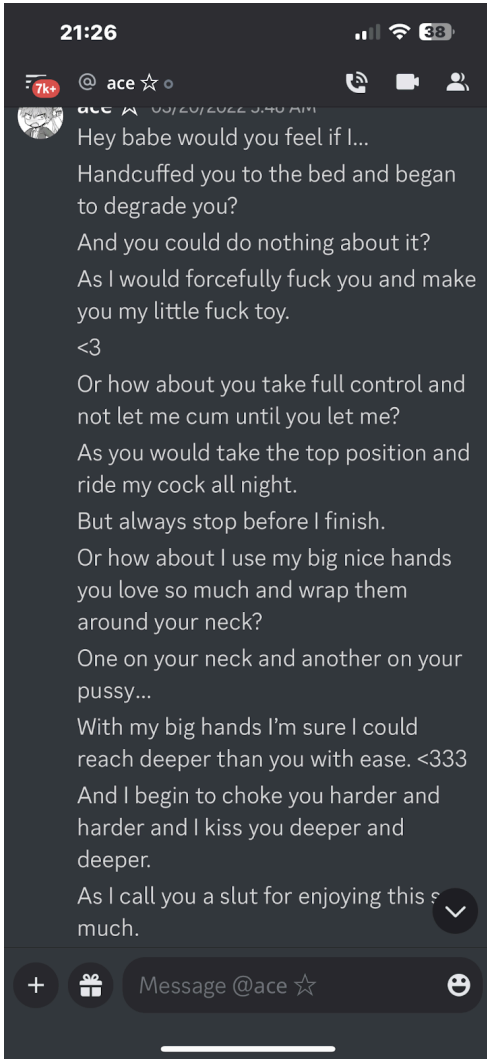 21:26
38
7k+
@ ace ☆
ace ☆ 03/20/2022 5:48 AM
Hey babe would you feel if I...
Handcuffed you to the bed and began
to degrade you?
And you could do nothing about it?
As I would forcefully fuck you and make
you my little fuck toy.
<3
Or how about you take full control and
not let me cum until you let me?
As you would take the top position and
ride my cock all night.
But always stop before I finish.
Or how about I use my big nice hands
you love so much and wrap them
around your neck?
One on your neck and another on your
pussy...
With my big hands I’m sure I could
reach deeper than you with ease. <333
And I begin to choke you harder and
harder and I kiss you deeper and
deeper.
As I call you a slut for enjoying this
much.
Message @ace ☆